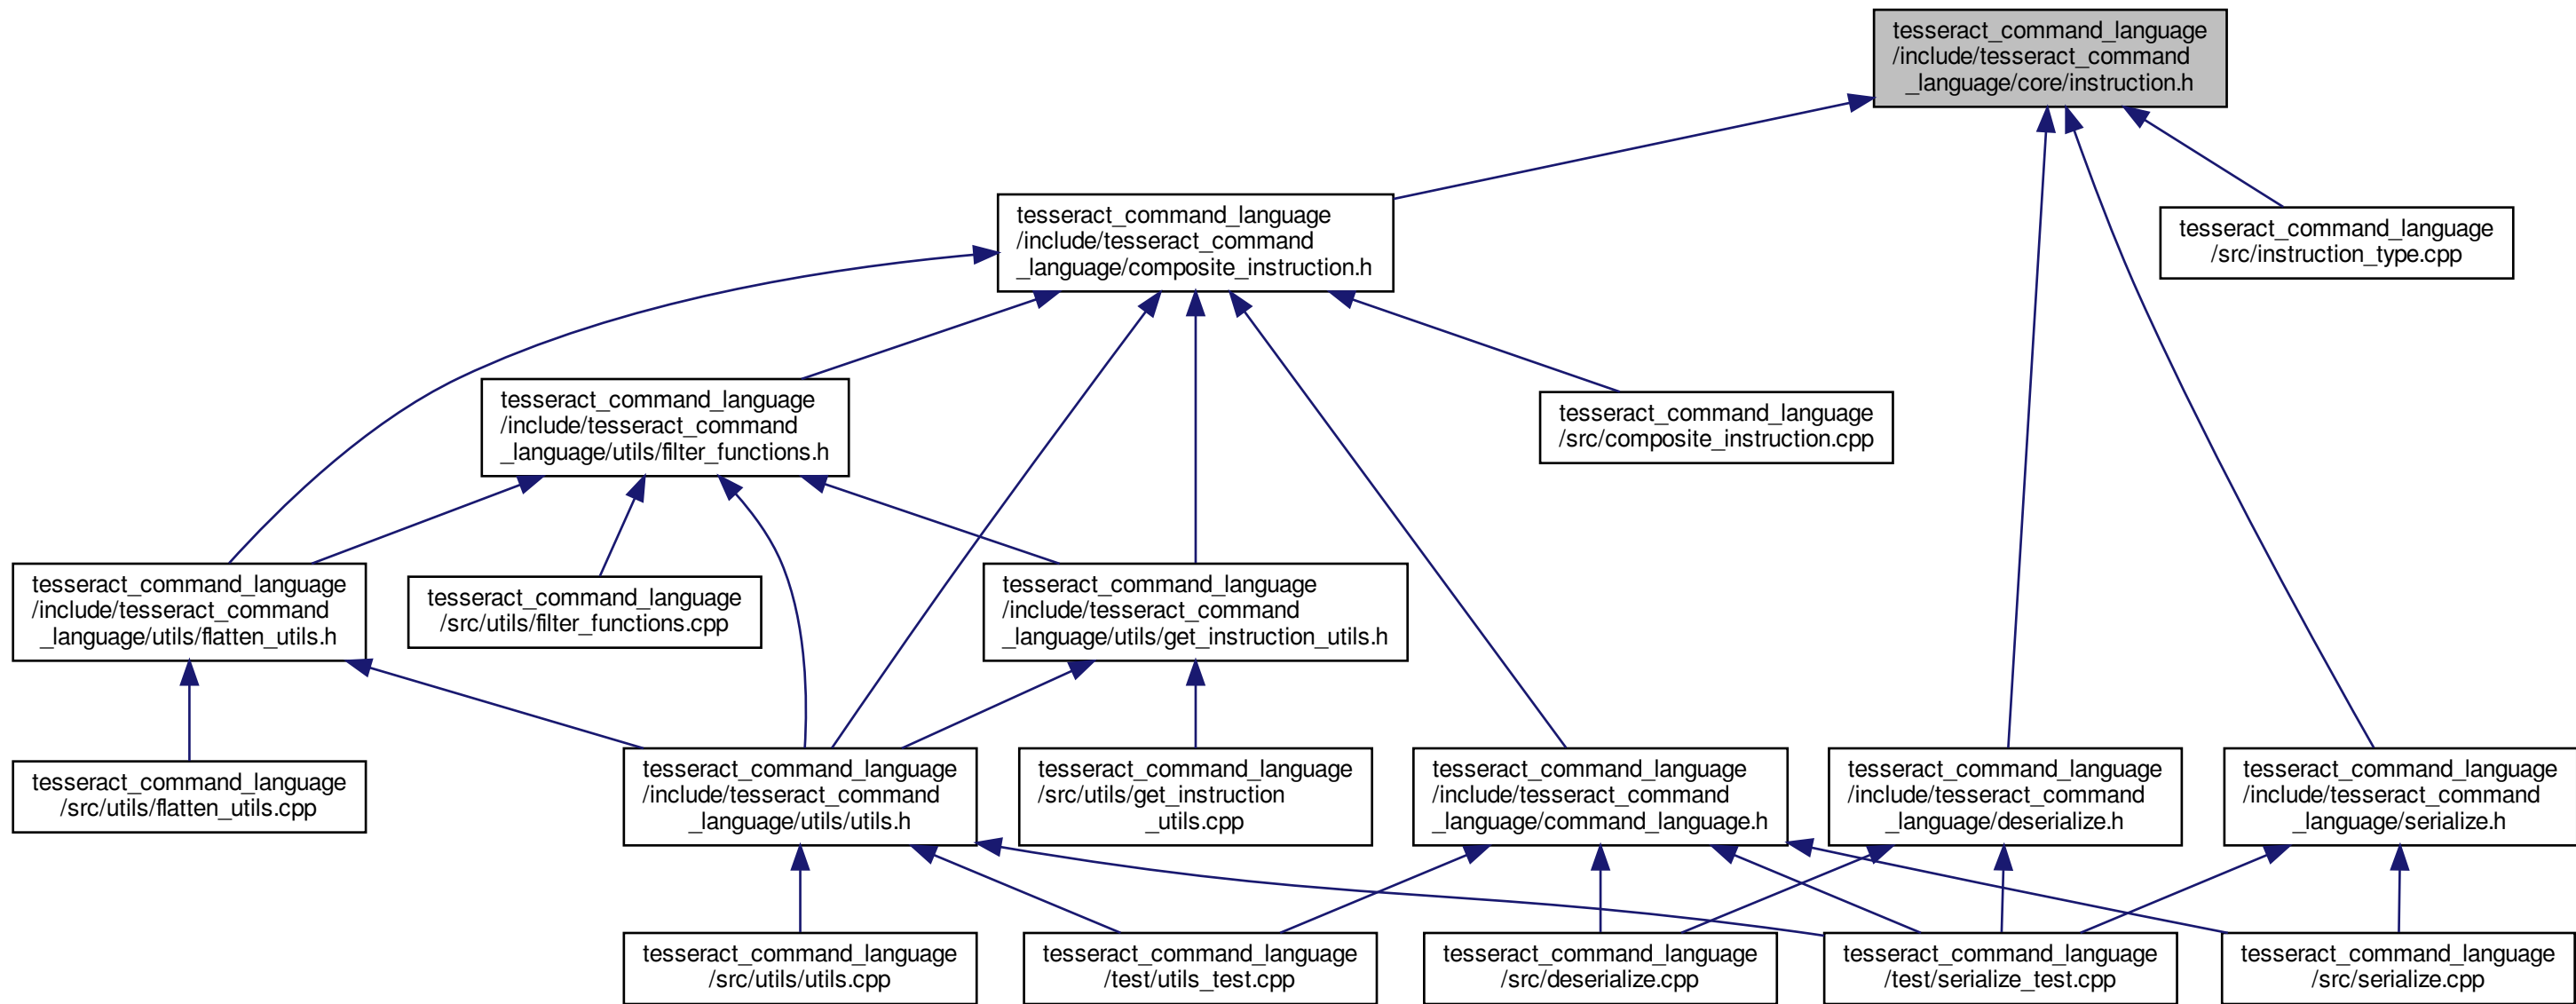 tesseract_command_language
/include/tesseract_command
_language/core/instruction.h
tesseract_command_language
/include/tesseract_command
_language/composite_instruction.h
tesseract_command_language
/src/instruction_type.cpp
tesseract_command_language
/include/tesseract_command
_language/utils/filter_functions.h
tesseract_command_language
/src/composite_instruction.cpp
tesseract_command_language
/include/tesseract_command
_language/utils/flatten_utils.h
tesseract_command_language
/src/utils/filter_functions.cpp
tesseract_command_language
/include/tesseract_command
_language/utils/get_instruction_utils.h
tesseract_command_language
/src/utils/flatten_utils.cpp
tesseract_command_language
/include/tesseract_command
_language/utils/utils.h
tesseract_command_language
/src/utils/get_instruction
_utils.cpp
tesseract_command_language
/include/tesseract_command
_language/command_language.h
tesseract_command_language
/include/tesseract_command
_language/deserialize.h
tesseract_command_language
/include/tesseract_command
_language/serialize.h
tesseract_command_language
/src/utils/utils.cpp
tesseract_command_language
/test/utils_test.cpp
tesseract_command_language
/src/deserialize.cpp
tesseract_command_language
/test/serialize_test.cpp
tesseract_command_language
/src/serialize.cpp